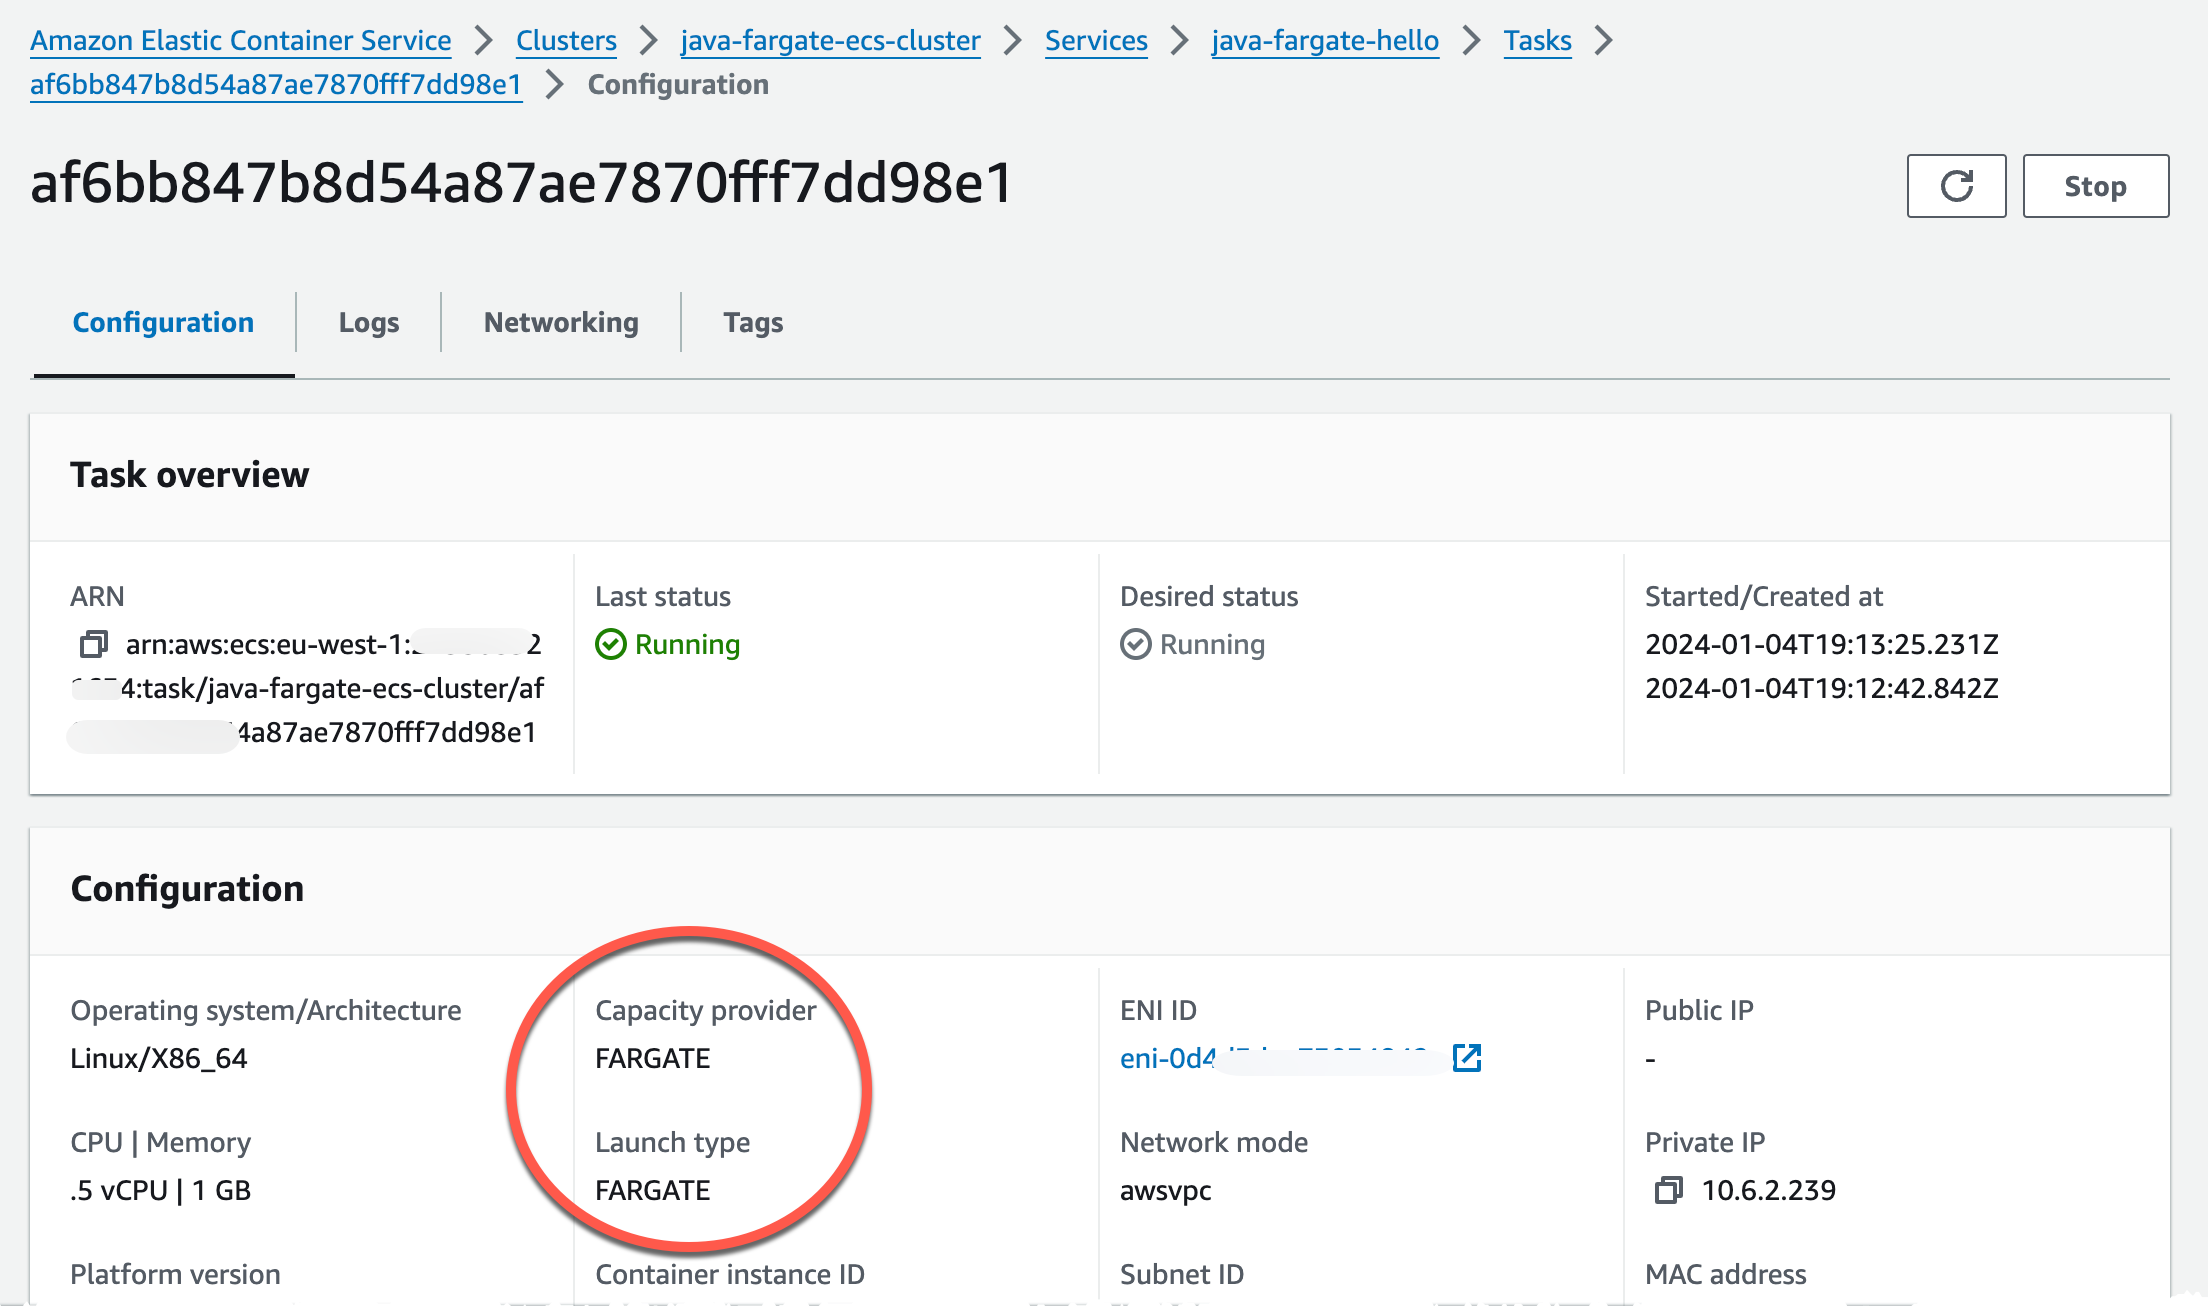 Amazon Elastic Container Service > Clusters > java-fargate-ecs-cluster > Services > java-fargate-hello > Tasks >
af6bb847b8d54a87ae7870fff7dd98e1 > Configuration
af6bb847b8d54a87ae7870fff7dd98e1
Stop
Configuration Logs Networking Tags
Task overview
ARN
arn:aws:ecs:eu-west-1:
4:task/java-fargate-ecs-cluster/af
4a87ae7870fff7dd98e1
Last status
Running
Desired status
Running
Started/Created at
2024-01-04T19:13:25.231Z
2024-01-04T19:12:42.842Z
Configuration
Operating system/Architecture
Linux/X86_64
CPU | Memory
.5 vCPU | 1 GB
Platform version
Capacity provider
FARGATE
Launch type
FARGATE
Container instance ID
ENI ID
eni-0d4
Network mode
awsvpc
Subnet ID
Public IP
-
Private IP
10.6.2.239
MAC address